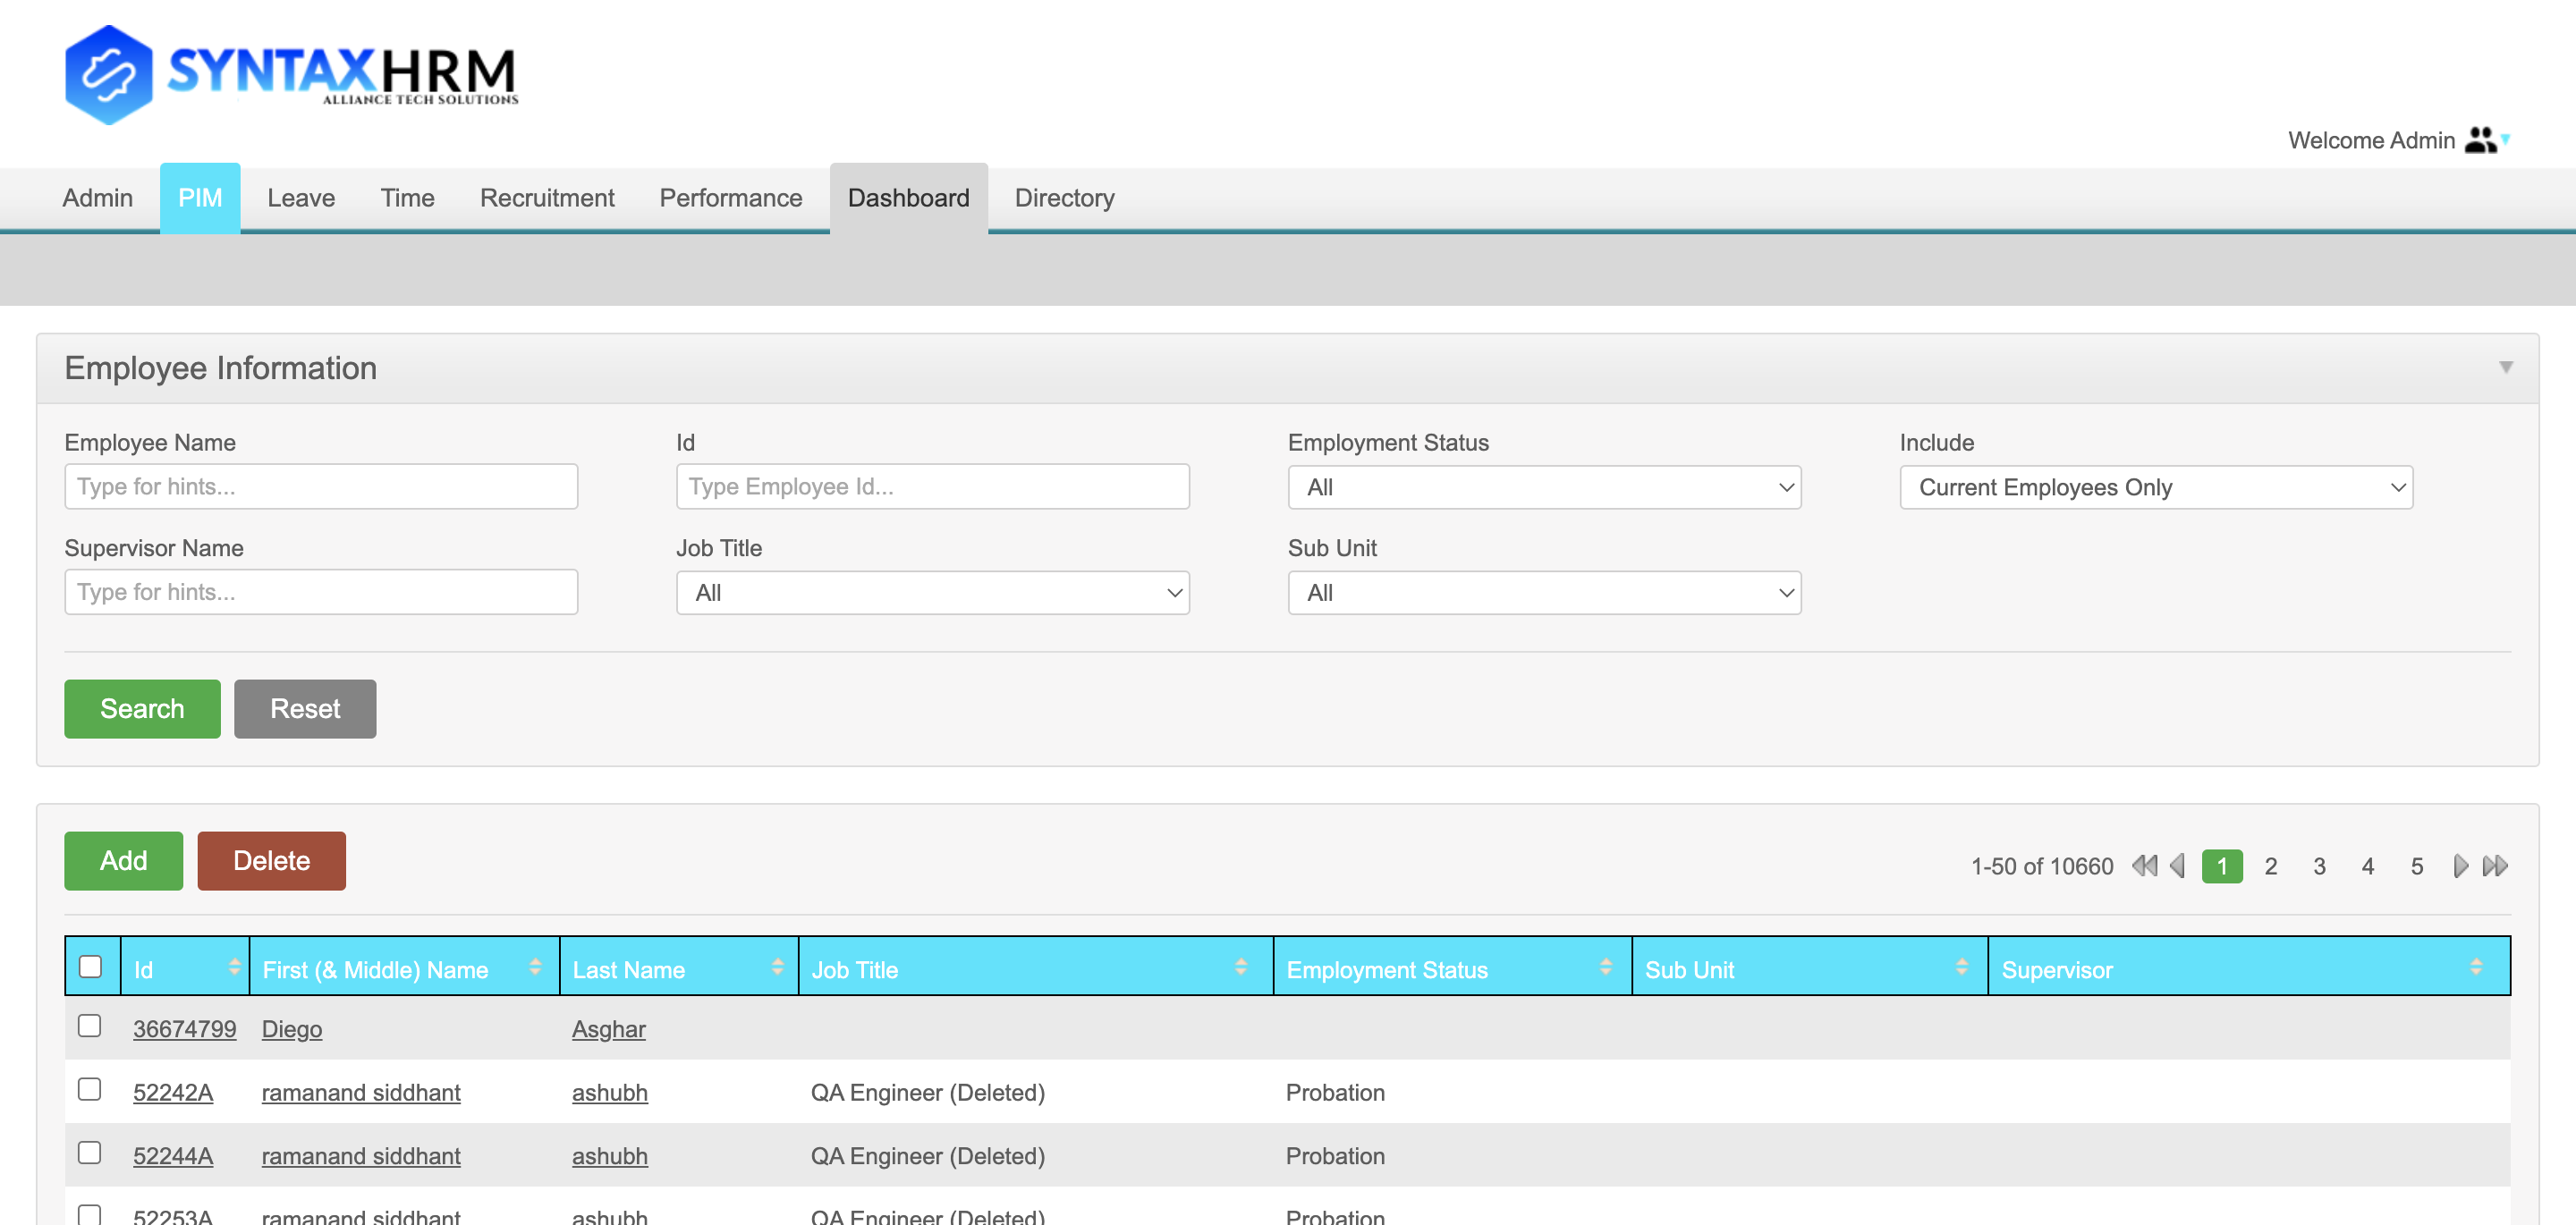 SYNTAXHRM
ALLIANCE TECH SOLUTIONS
Welcome Admin
Admin PIM Leave Time Recruitment Performance Dashboard Directory
Employee Information
Employee Name Id Employment Status Include
Type for hints... Type Employee Id... All Current Employees Only
Supervisor Name Job Title Sub Unit
Type for hints... All All
Search Reset
Add Delete 1-50 of 10660 1 2 3 4 5
Id First (& Middle) Name Last Name Job Title Employment Status Sub Unit Supervisor
36674799 Diego Asghar
52242A ramanand siddhant ashubh QA Engineer (Deleted) Probation
52244A ramanand siddhant ashubh QA Engineer (Deleted) Probation
52253A ramanand siddhant ashubh QA Engineer (Deleted) Probation